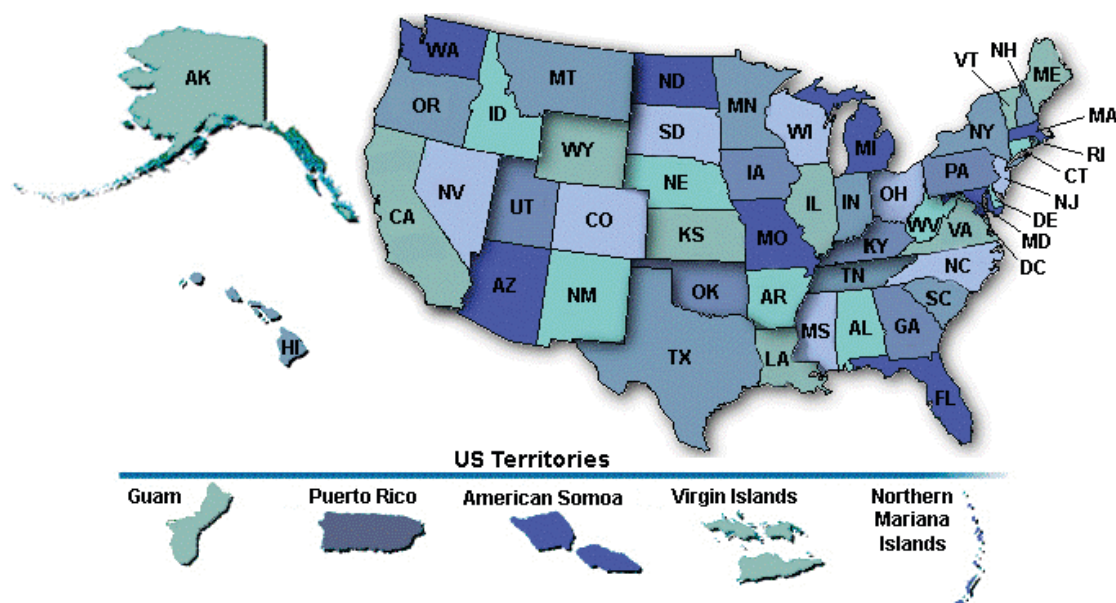 AK
WA
MT
ND
MN
VT
NH
ME
OR
ID
SD
WI
MI
NY
MA
RI
CT
WY
NV
UT
CO
NE
IA
IL
IN
OH
PA
NJ
DE
MD
DC
CA
KS
MO
KY
WV
VA
NC
TN
SC
AZ
NM
OK
AR
MS
AL
GA
HI
TX
LA
FL
US Territories
Guam
Puerto Rico
American Somoa
Virgin Islands
Northern
Mariana
Islands